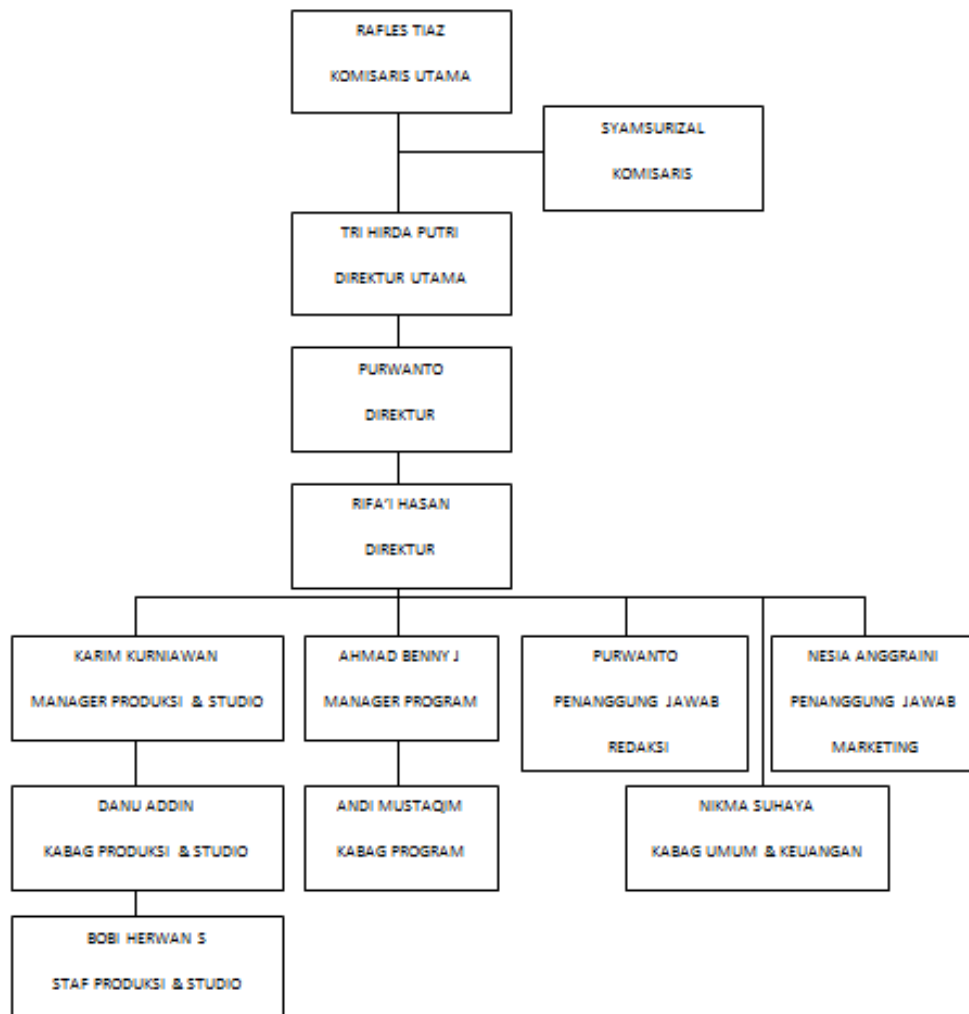 RAFLES TIAZ
KOMISARIS UTAMA
SYAMSURIZAL
KOMISARIS
TRI HIRDA PUTRI
DIREKTUR UTAMA
PURWANTO
DIREKTUR
RIFA'I HASAN
DIREKTUR
KARIM KURNIAWAN
MANAGER PRODUKSI & STUDIO
AHMAD BENNY J
MANAGER PROGRAM
PURWANTO
PENANGGUNG JAWAB
REDAKSI
NESIA ANGGRAINI
PENANGGUNG JAWAB
MARKETING
DANU ADDIN
KABAG PRODUKSI & STUDIO
ANDI MUSTAQIM
KABAG PROGRAM
NIKMA SUHAYA
KABAG UMUM & KEUANGAN
BOBI HERWAN S
STAF PRODUKSI & STUDIO